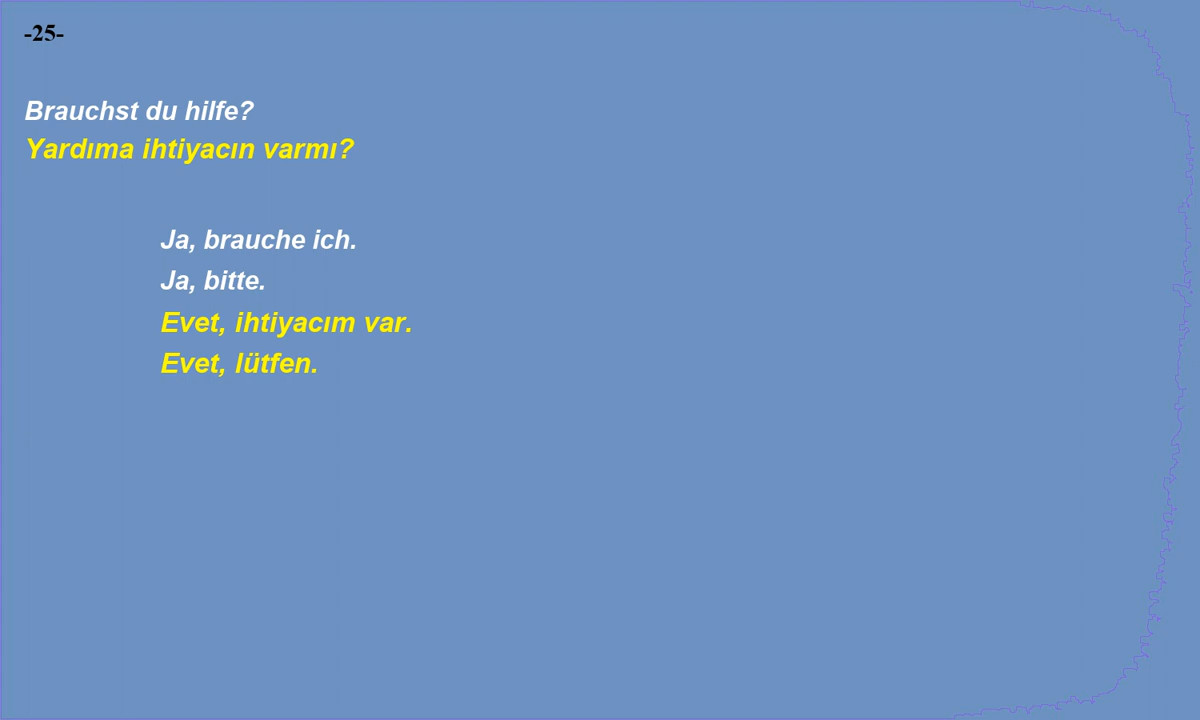 -25-
Brauchst du hilfe?
Yardıma ihtiyacın varmı?
Ja, brauche ich.
Ja, bitte.
Evet, ihtiyacım var.
Evet, lütfen.